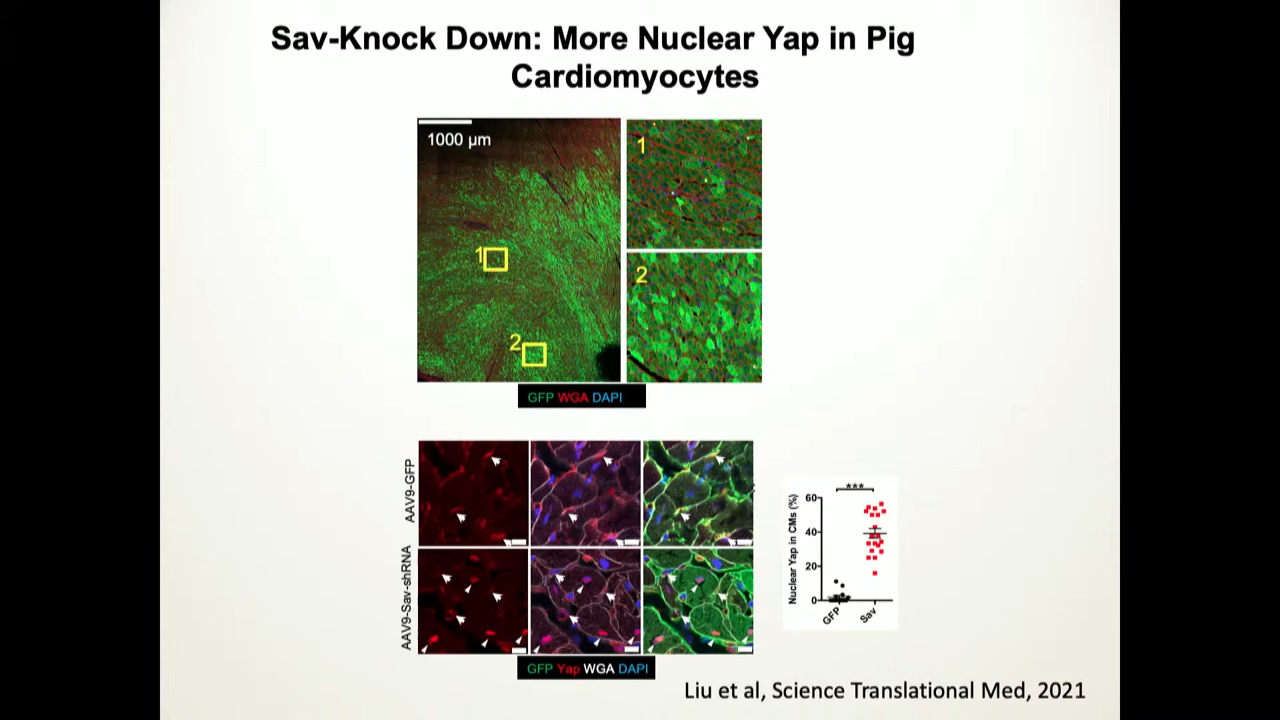 Sav-Knock Down: More Nuclear Yap in Pig
Cardiomyocytes
1000 µm
1
2
1
2
GFP WGA DAPI
AAV9-GFP
AAV9-Sav-shRNA
GFP Yap WGA DAPI
***
Nuclear Yap in CMs (%)
60
40
20
0
GFP
Sav
Liu et al, Science Translational Med, 2021